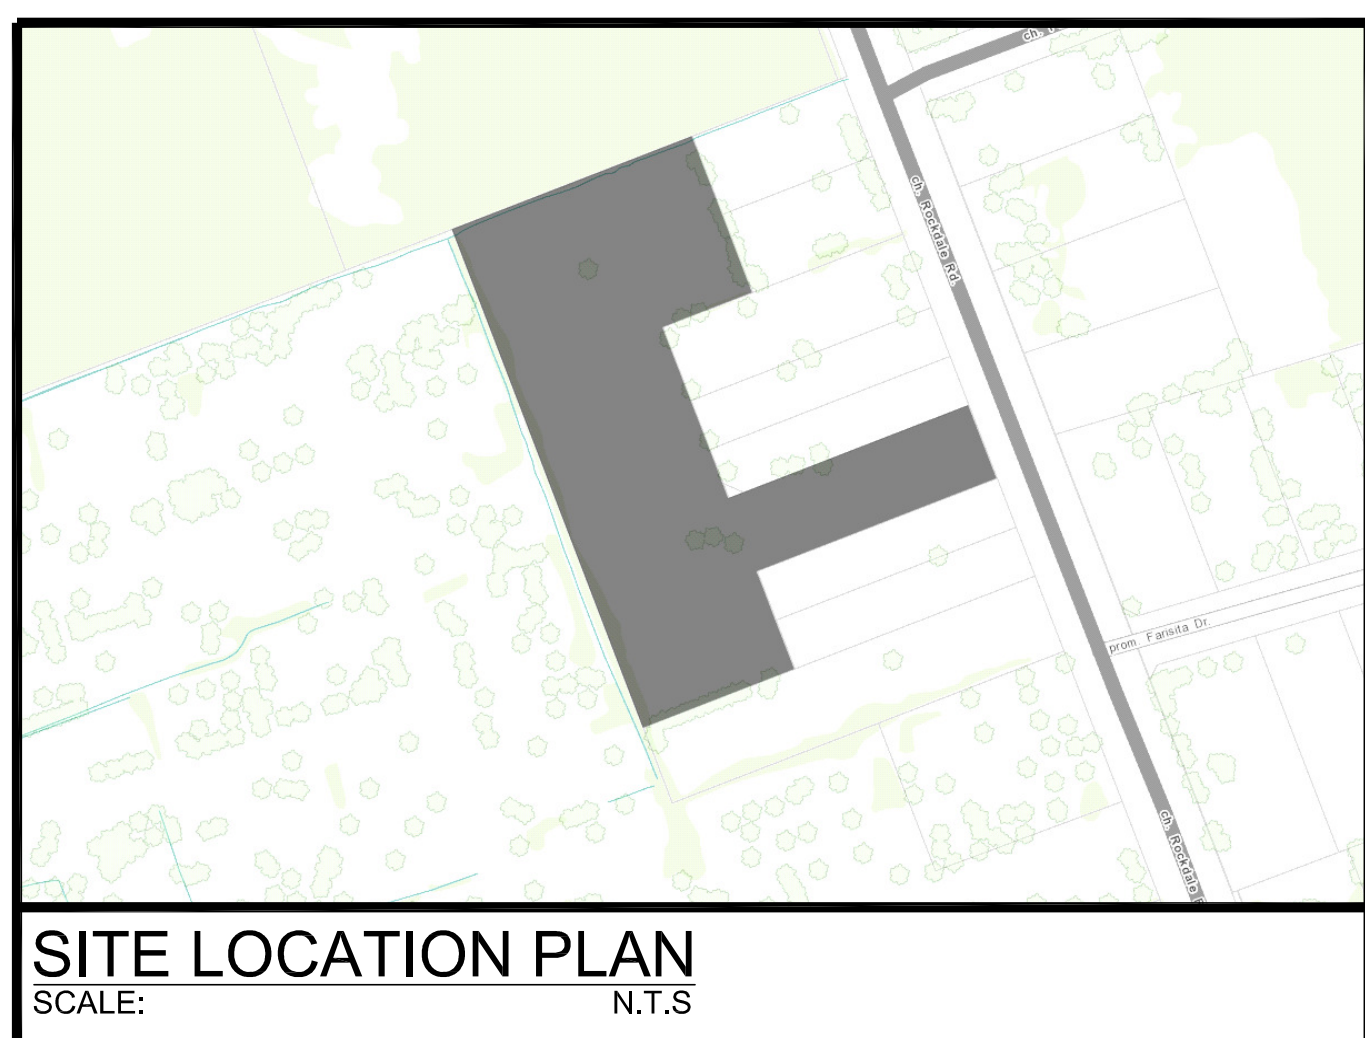 ch.
ch. Rockdale Rd.
prom. Farisita Dr.
ch. Rockdale
SITE LOCATION PLAN
SCALE: N.T.S